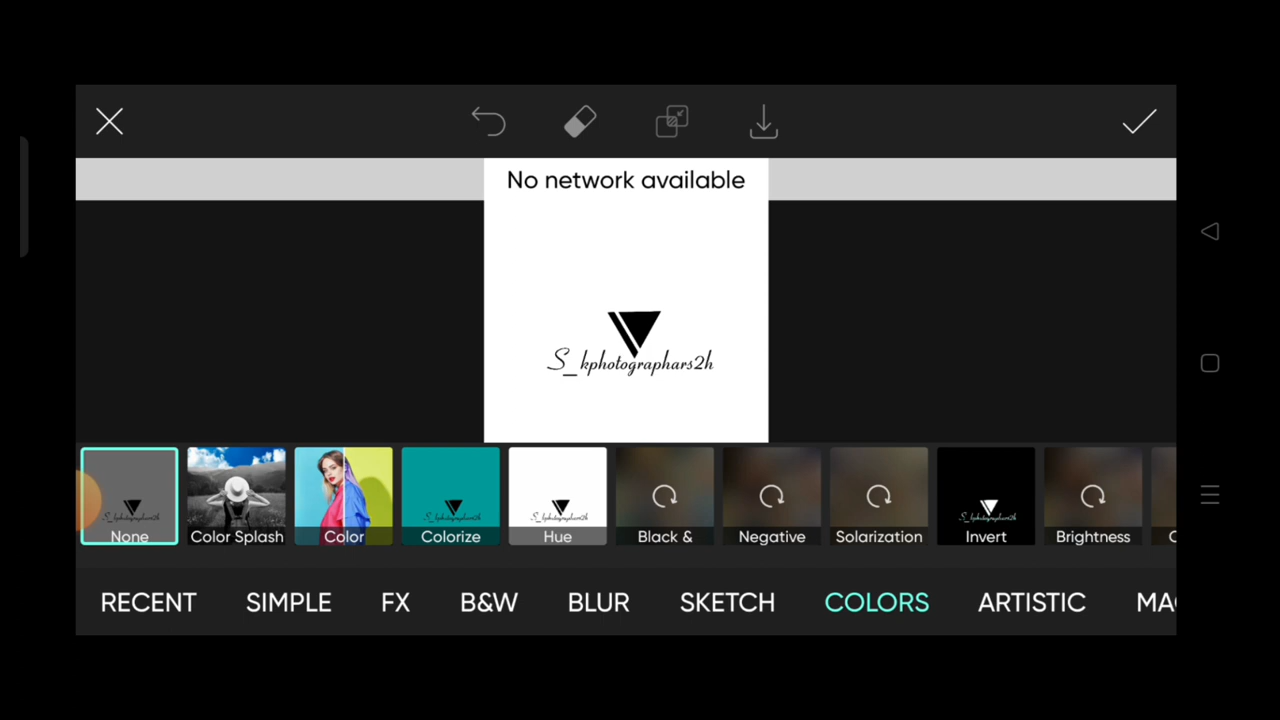 No network available
S_kphotographars2h
None
Color Splash
Color
Colorize
Hue
Black &
Negative
Solarization
Invert
Brightness
RECENT SIMPLE FX B&W BLUR SKETCH COLORS ARTISTIC